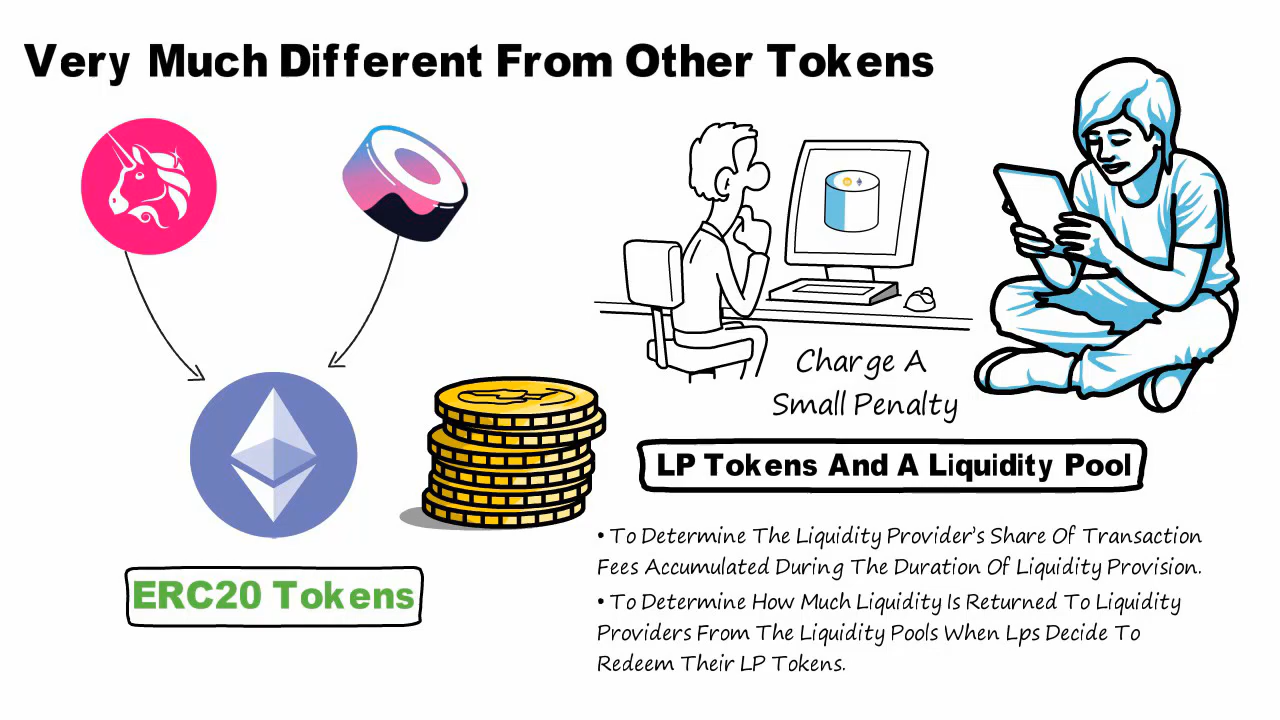 Very Much Different From Other Tokens
Charge A
Small Penalty
LP Tokens And A Liquidity Pool
• To Determine The Liquidity Provider's Share Of Transaction
Fees Accumulated During The Duration Of Liquidity Provision.
• To Determine How Much Liquidity Is Returned To Liquidity
Providers From The Liquidity Pools When Lps Decide To
Redeem Their LP Tokens.
ERC20 Tokens